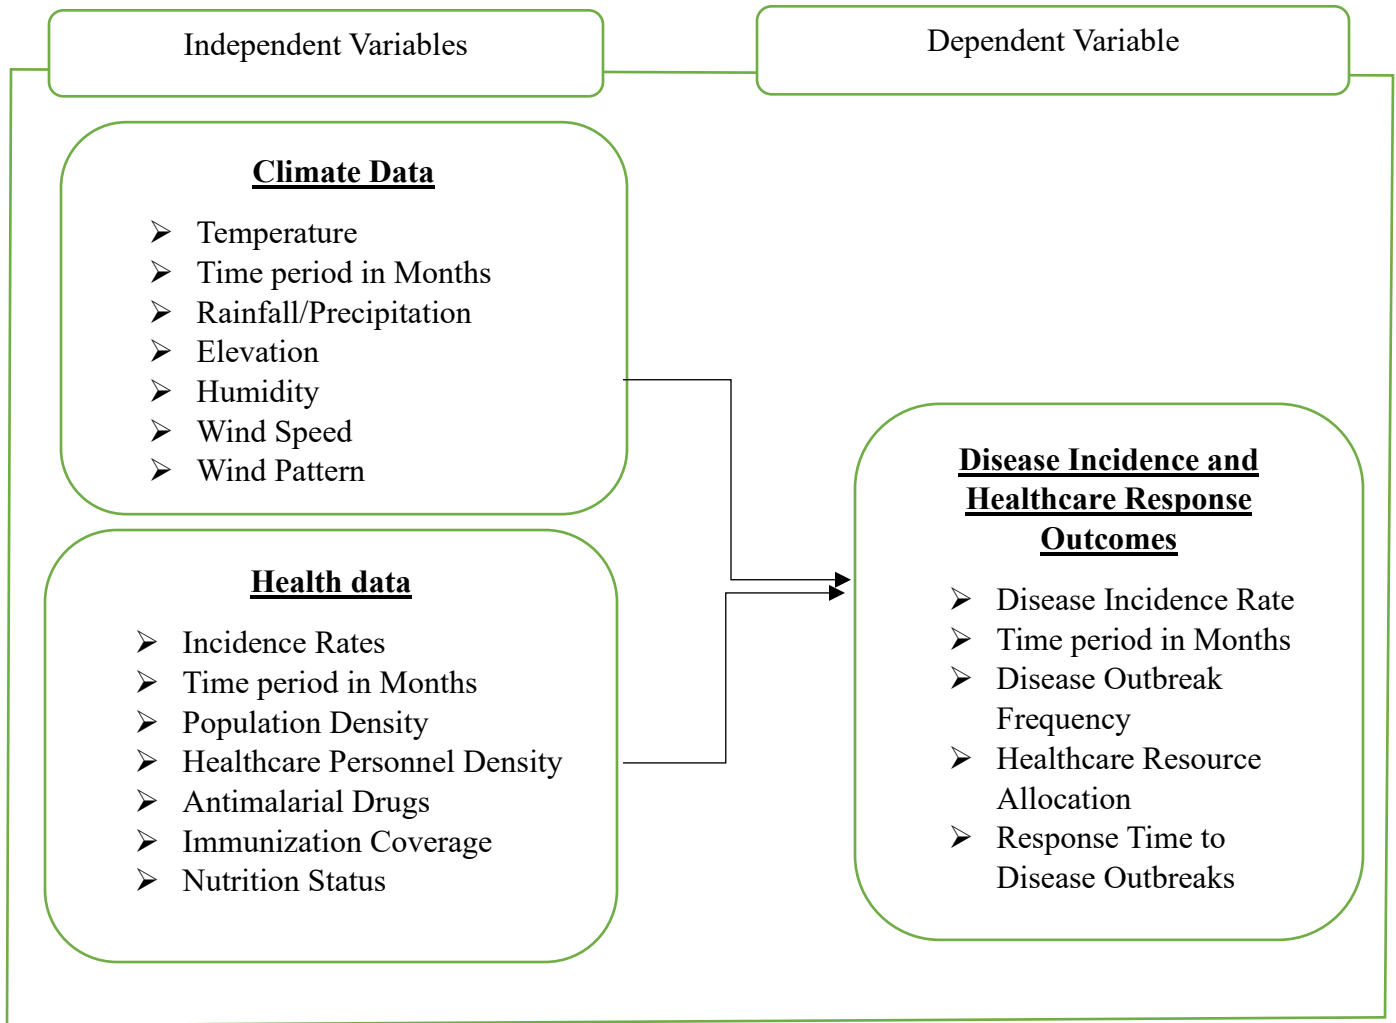 Independent Variables
Dependent Variable
Climate Data
➢ Temperature
➢ Time period in Months
➢ Rainfall/Precipitation
➢ Elevation
➢ Humidity
➢ Wind Speed
➢ Wind Pattern
Health data
➢ Incidence Rates
➢ Time period in Months
➢ Population Density
➢ Healthcare Personnel Density
➢ Antimalarial Drugs
➢ Immunization Coverage
➢ Nutrition Status
Disease Incidence and
Healthcare Response
Outcomes
➢ Disease Incidence Rate
➢ Time period in Months
➢ Disease Outbreak
Frequency
➢ Healthcare Resource
Allocation
➢ Response Time to
Disease Outbreaks